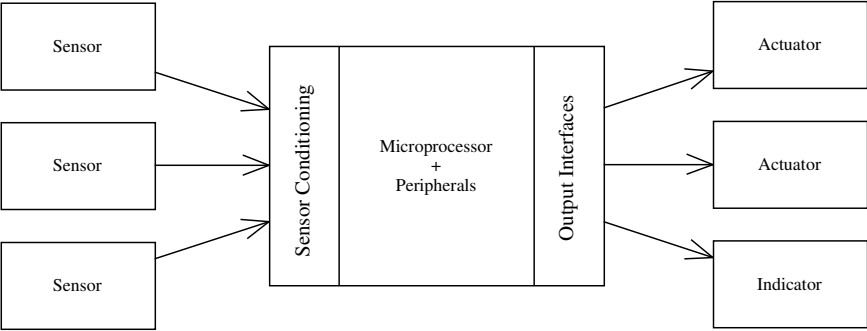 Sensor
Sensor
Sensor
Sensor Conditioning
Microprocessor
+
Peripherals
Output Interfaces
Actuator
Actuator
Indicator